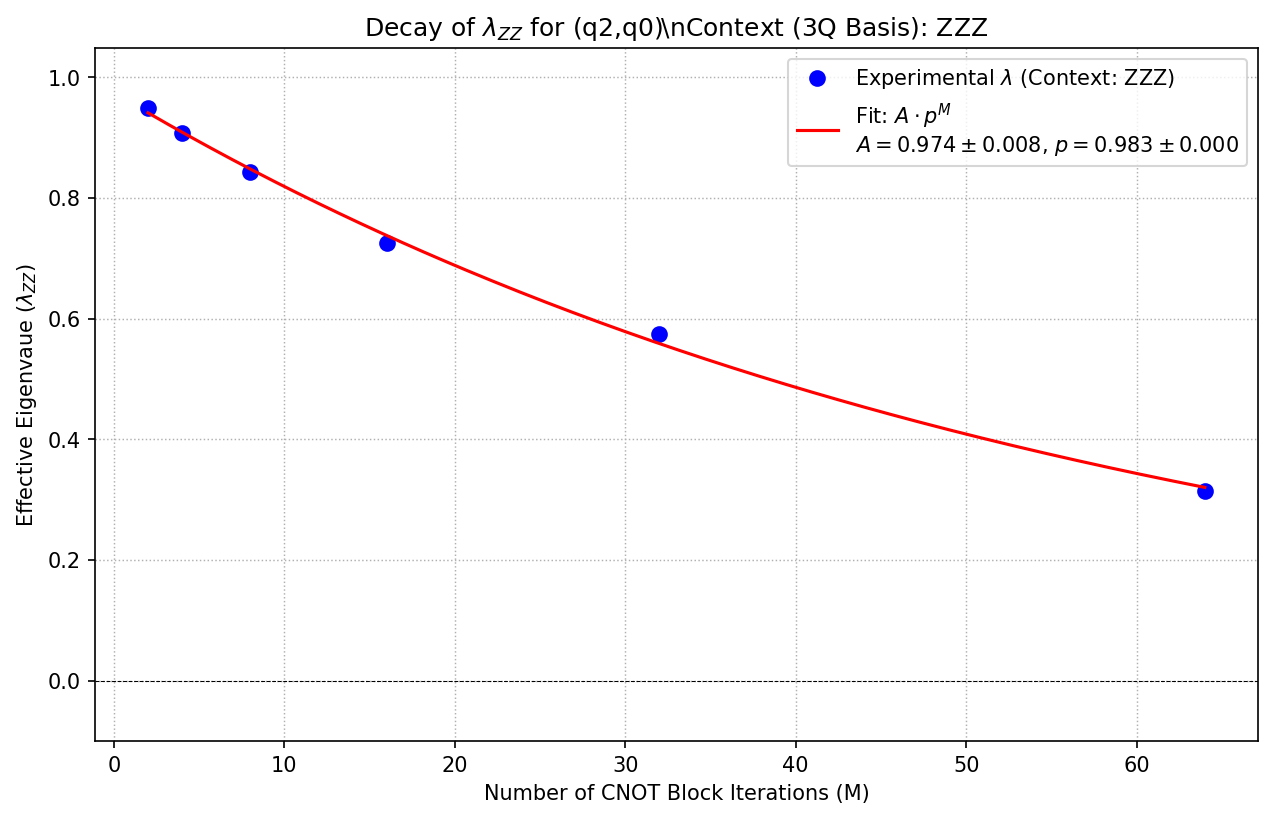 Decay of λ_ZZ for (q2,q0)\nContext (3Q Basis): ZZZ
Experimental λ (Context: ZZZ)
Fit: A · p^M
A = 0.974 ± 0.008, p = 0.983 ± 0.000
Effective Eigenvaue (λ_ZZ)
1.0
0.8
0.6
0.4
0.2
0.0
0 10 20 30 40 50 60
Number of CNOT Block Iterations (M)